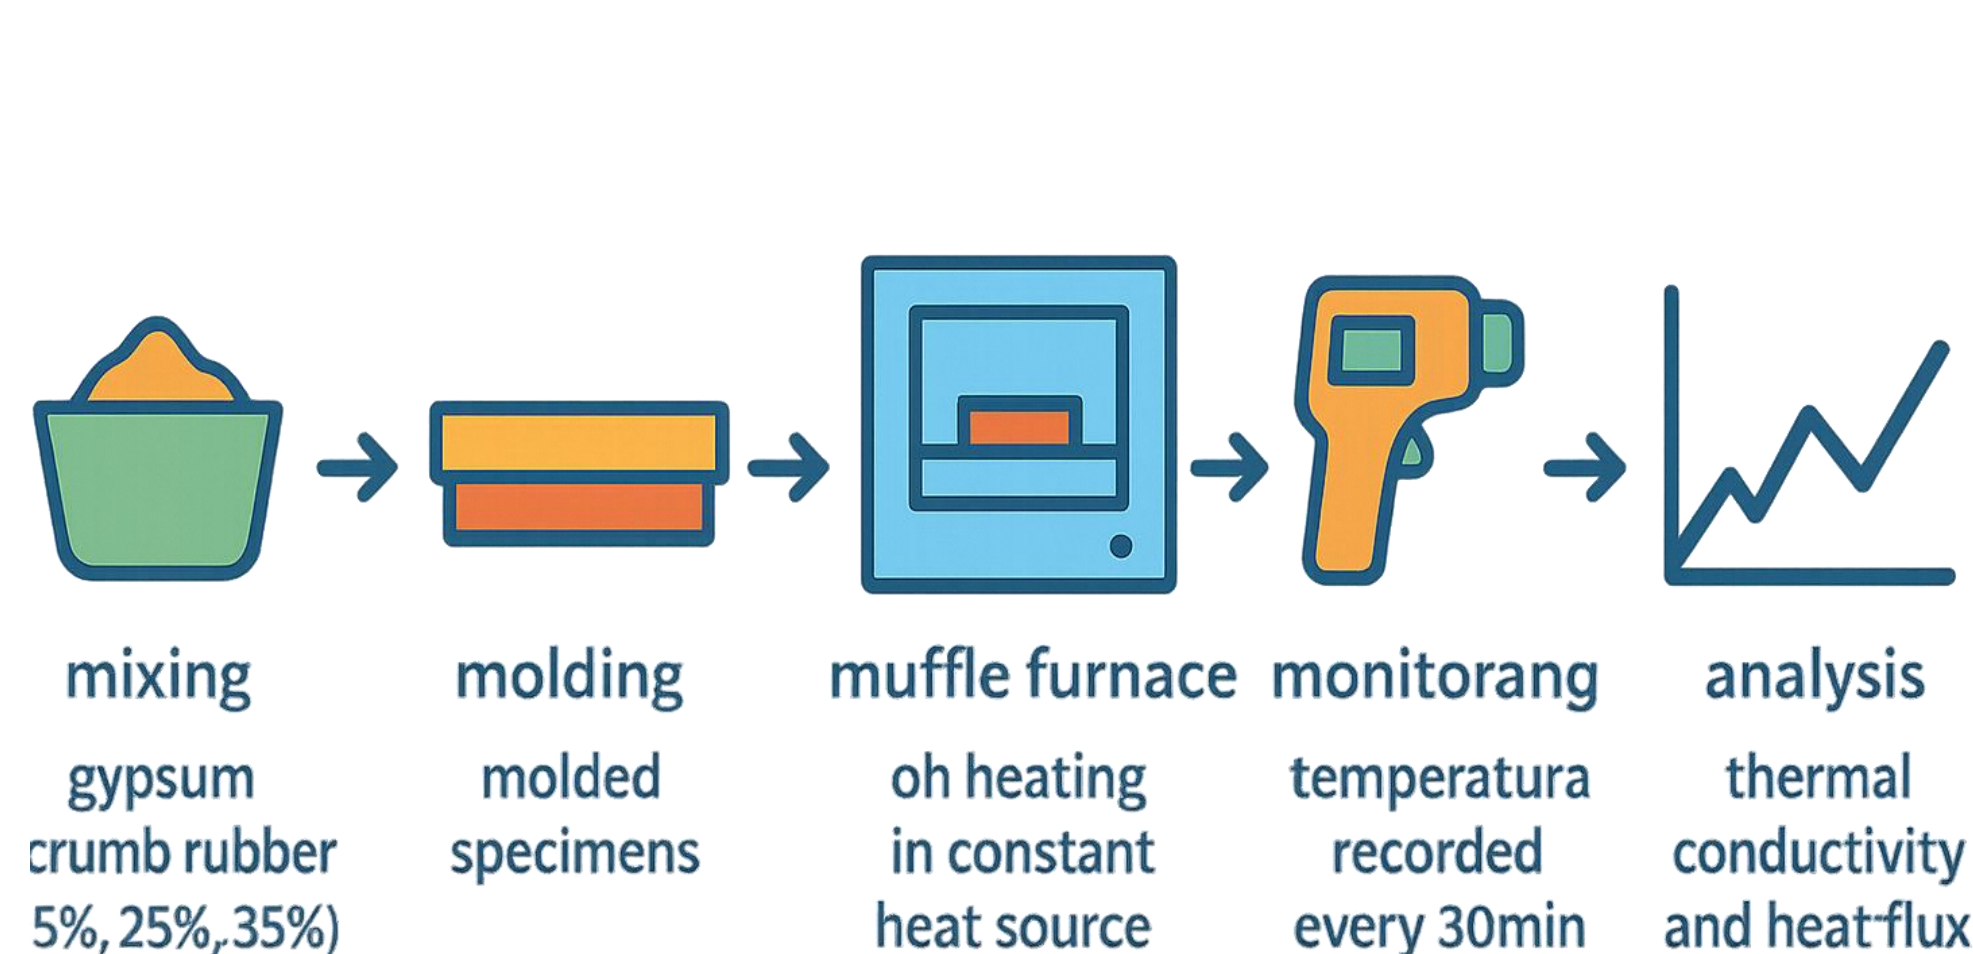 mixing
gypsum
crumb rubber
5%, 25%, 35%)
molding
molded
specimens
muffle furnace
oh heating
in constant
heat source
monitorang
temperatura
recorded
every 30min
analysis
thermal
conductivity
and heat-flux